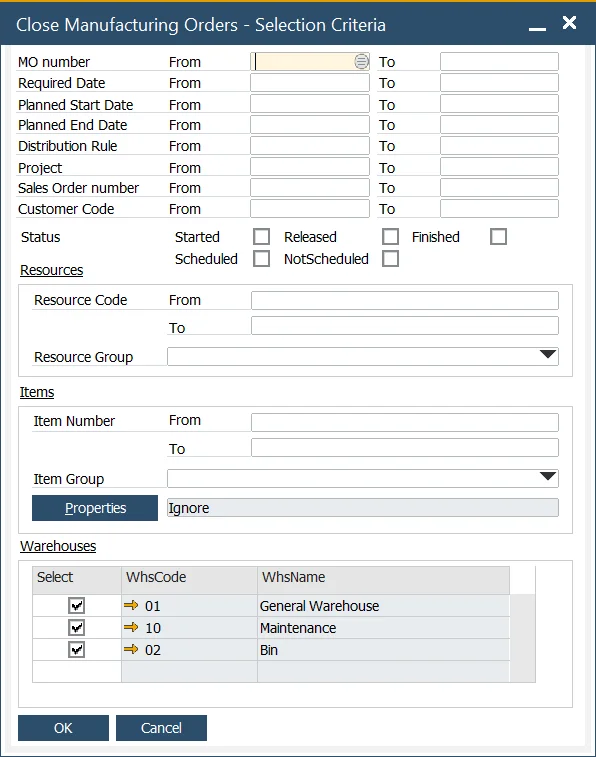 Close Manufacturing Orders - Selection Criteria
MO number From To
Required Date From To
Planned Start Date From To
Planned End Date From To
Distribution Rule From To
Project From To
Sales Order number From To
Customer Code From To
Status Started Released Finished
Scheduled NotScheduled
Resources
Resource Code From
To
Resource Group
Items
Item Number From
To
Item Group
Properties Ignore
Warehouses
Select WhsCode WhsName
01 General Warehouse
10 Maintenance
02 Bin
OK Cancel